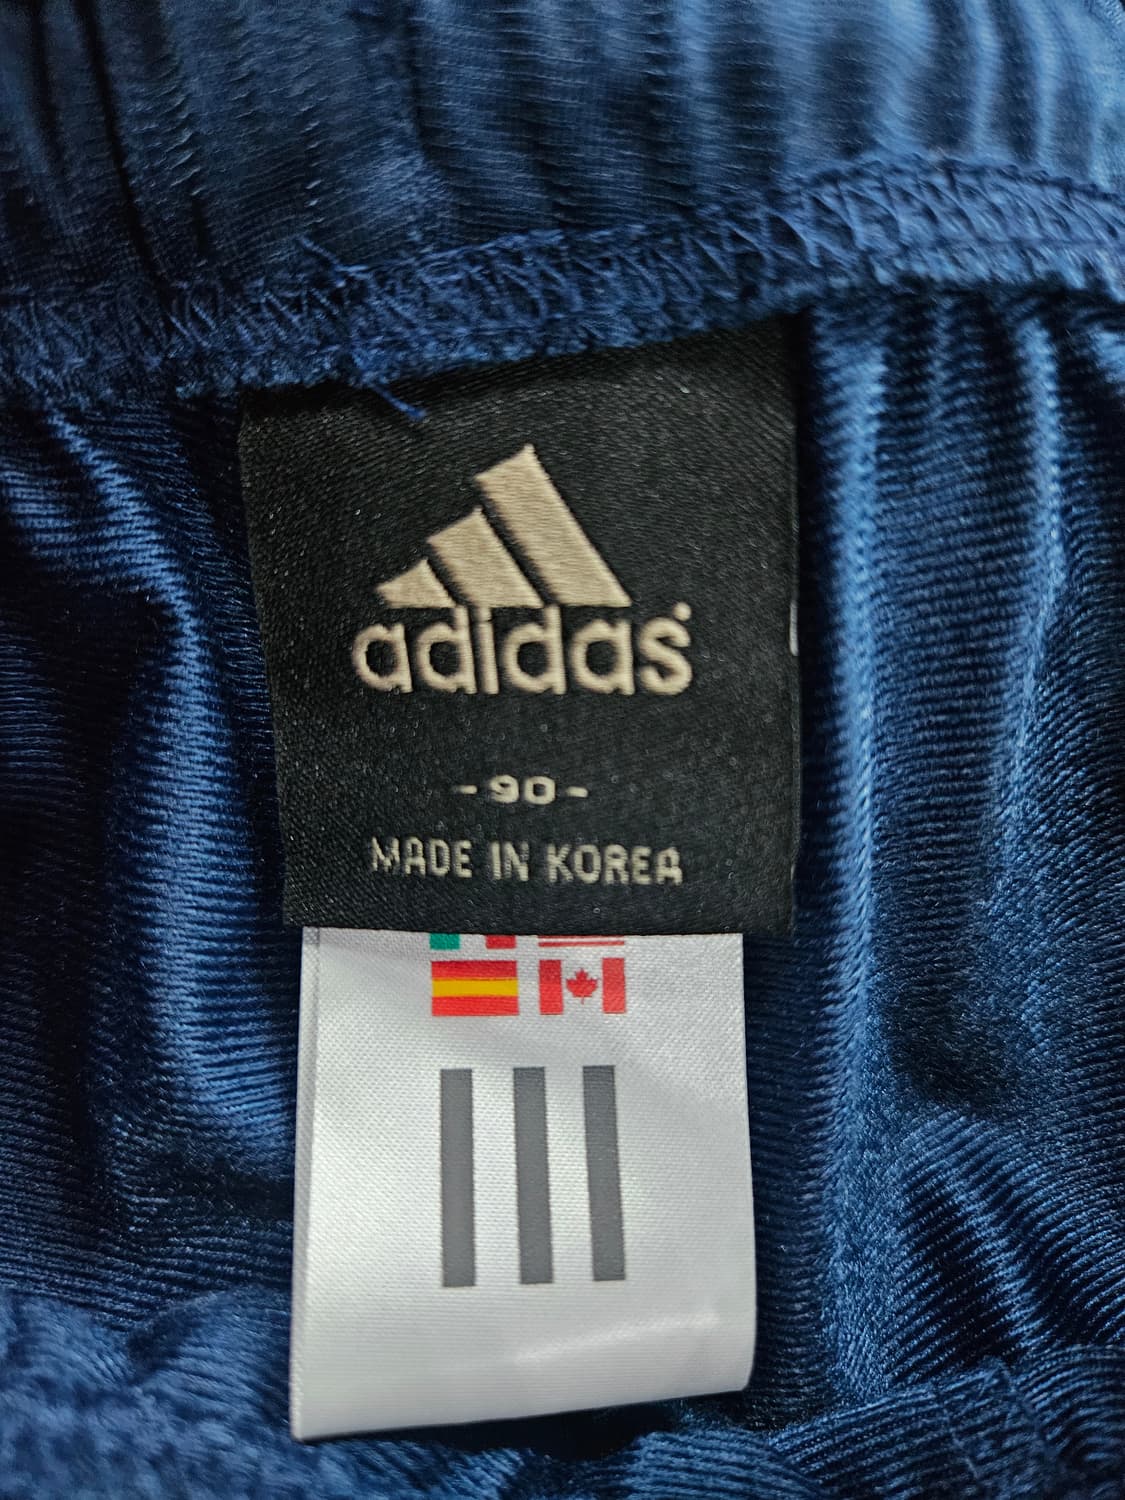 adidas
- 90 -
MADE IN KOREA